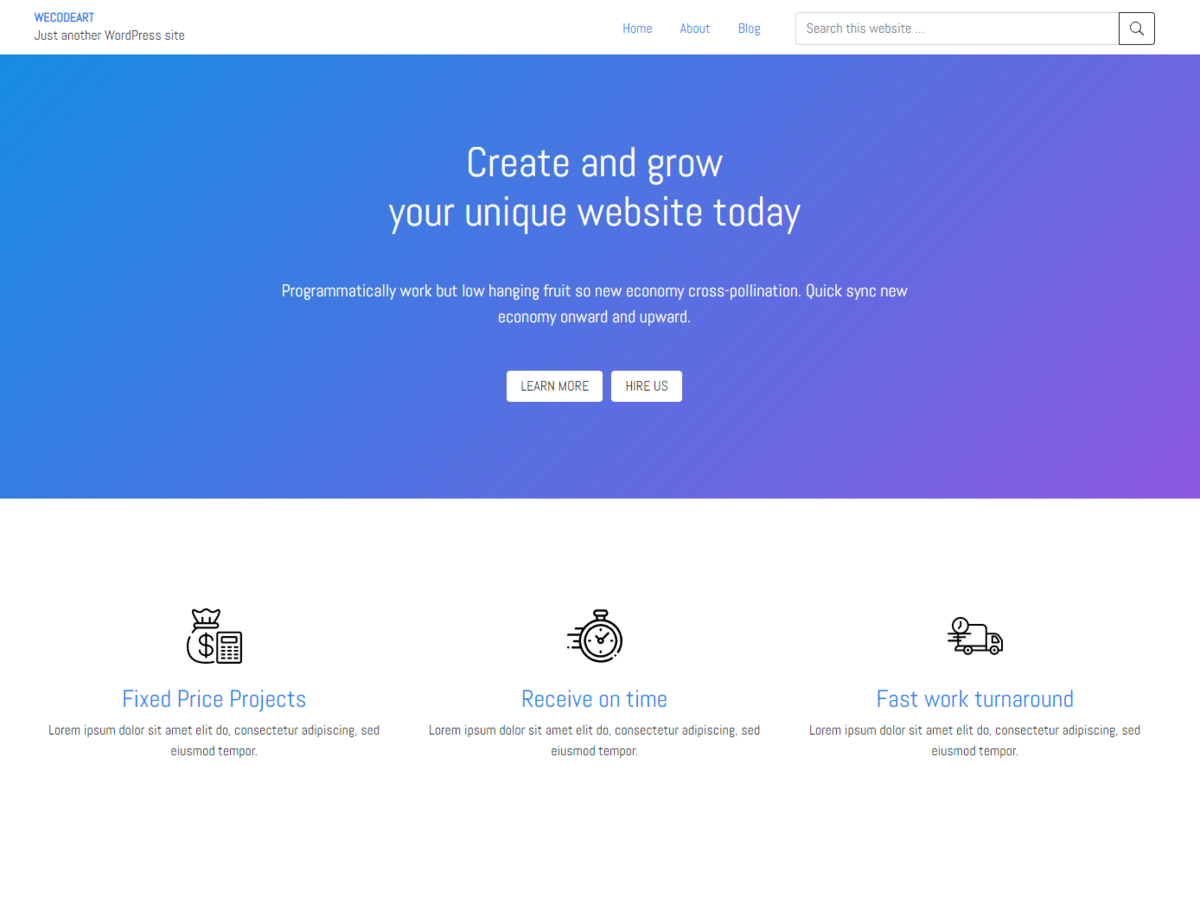 WECODEART
Just another WordPress site
Home
About
Blog
Search this website ...
Create and grow
your unique website today
Programmatically work but low hanging fruit so new economy cross-pollination. Quick sync new
economy onward and upward.
LEARN MORE
HIRE US
$
Fixed Price Projects
Lorem ipsum dolor sit amet elit do, consectetur adipiscing, sed
eiusmod tempor.
Receive on time
Lorem ipsum dolor sit amet elit do, consectetur adipiscing, sed
eiusmod tempor.
Fast work turnaround
Lorem ipsum dolor sit amet elit do, consectetur adipiscing, sed
eiusmod tempor.